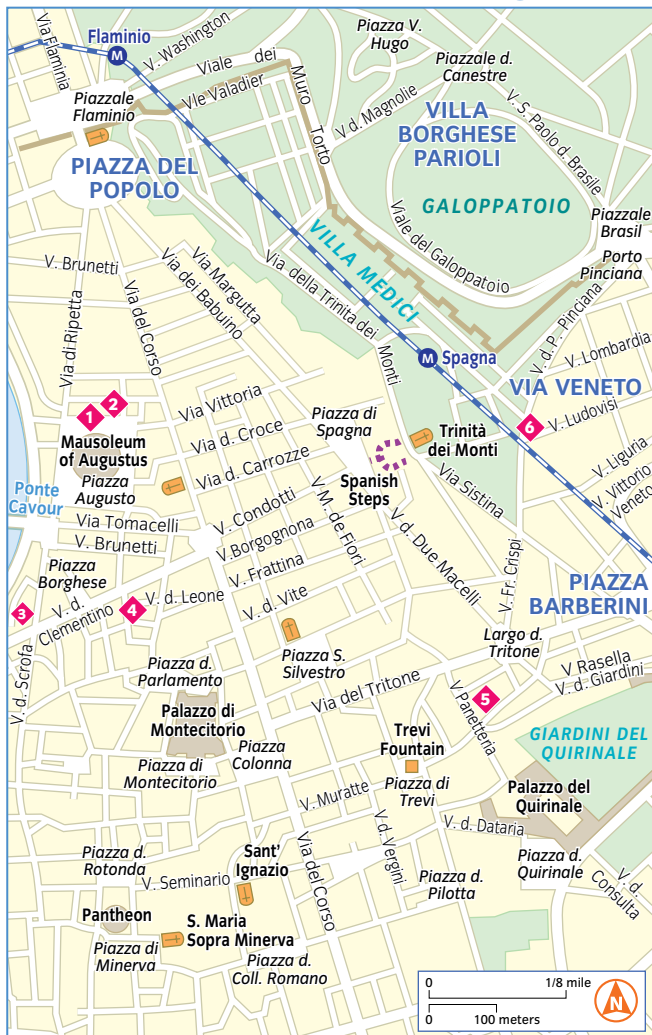 Via Flaminia
Flaminio
M
V. Washington
Viale dei
Muro
Torto
Vle Valadier
Piazza V.
Hugo
Piazzale d.
Canestre
V. S. Paolo d. Brasile
V d. Magnolie
VILLA
BORGHESE
PARIOLI
Piazzale
Flaminio
PIAZZA DEL
POPOLO
GALOPPATOIO
Viale del Galoppatoio
Piazzale
Brasil
Porto
Pinciana
VILLA MEDICI
V. Brunetti
Via di Ripetta
Via del Corso
Via Margutta
Via dei Babuino
Via della Trinita dei
Monti
M
Spagna
V. d. P. Pinciana
V. Lombardia
VIA VENETO
V. Ludovisi
6
1
2
Mausoleum
of Augustus
Via Vittoria
Piazza di
Spagna
Trinità
dei Monti
Via d. Croce
Via d. Carrozze
Spanish
Steps
Via Sistina
V. Liguria
V. Vittorio
Veneto
Piazza
Augusto
Ponte
Cavour
Via Tomacelli
V. Brunetti
V. Condotti
V. M. de Fiori
V. d. Due Macelli
V.Borgognona
V. Frattina
V. Fr. Crispi
Piazza
Borghese
3
V. d.
Clementino
4
V. d. Leone
V. d. Vite
PIAZZA
BARBERINI
V. d. Scrofa
Piazza S.
Silvestro
Largo d.
Tritone
V Rasella
V. d. Giardini
Piazza d.
Parlamento
Via del Tritone
5
V Panetteria
Palazzo di
Montecitorio
Piazza
Colonna
Trevi
Fountain
GIARDINI DEL
QUIRINALE
Piazza di
Montecitorio
Piazza di
Trevi
Palazzo del
Quirinale
V. Muratte
V. d. Vergini
V. d. Dataria
Piazza d.
Rotonda
Sant'
Ignazio
Via del Corso
V. Seminario
Piazza d.
Pilotta
Piazza d.
Quirinale
V. d.
Consulta
Pantheon
S. Maria
Sopra Minerva
Piazza di
Minerva
Piazza d.
Coll. Romano
0
1/8 mile
0
100 meters
N